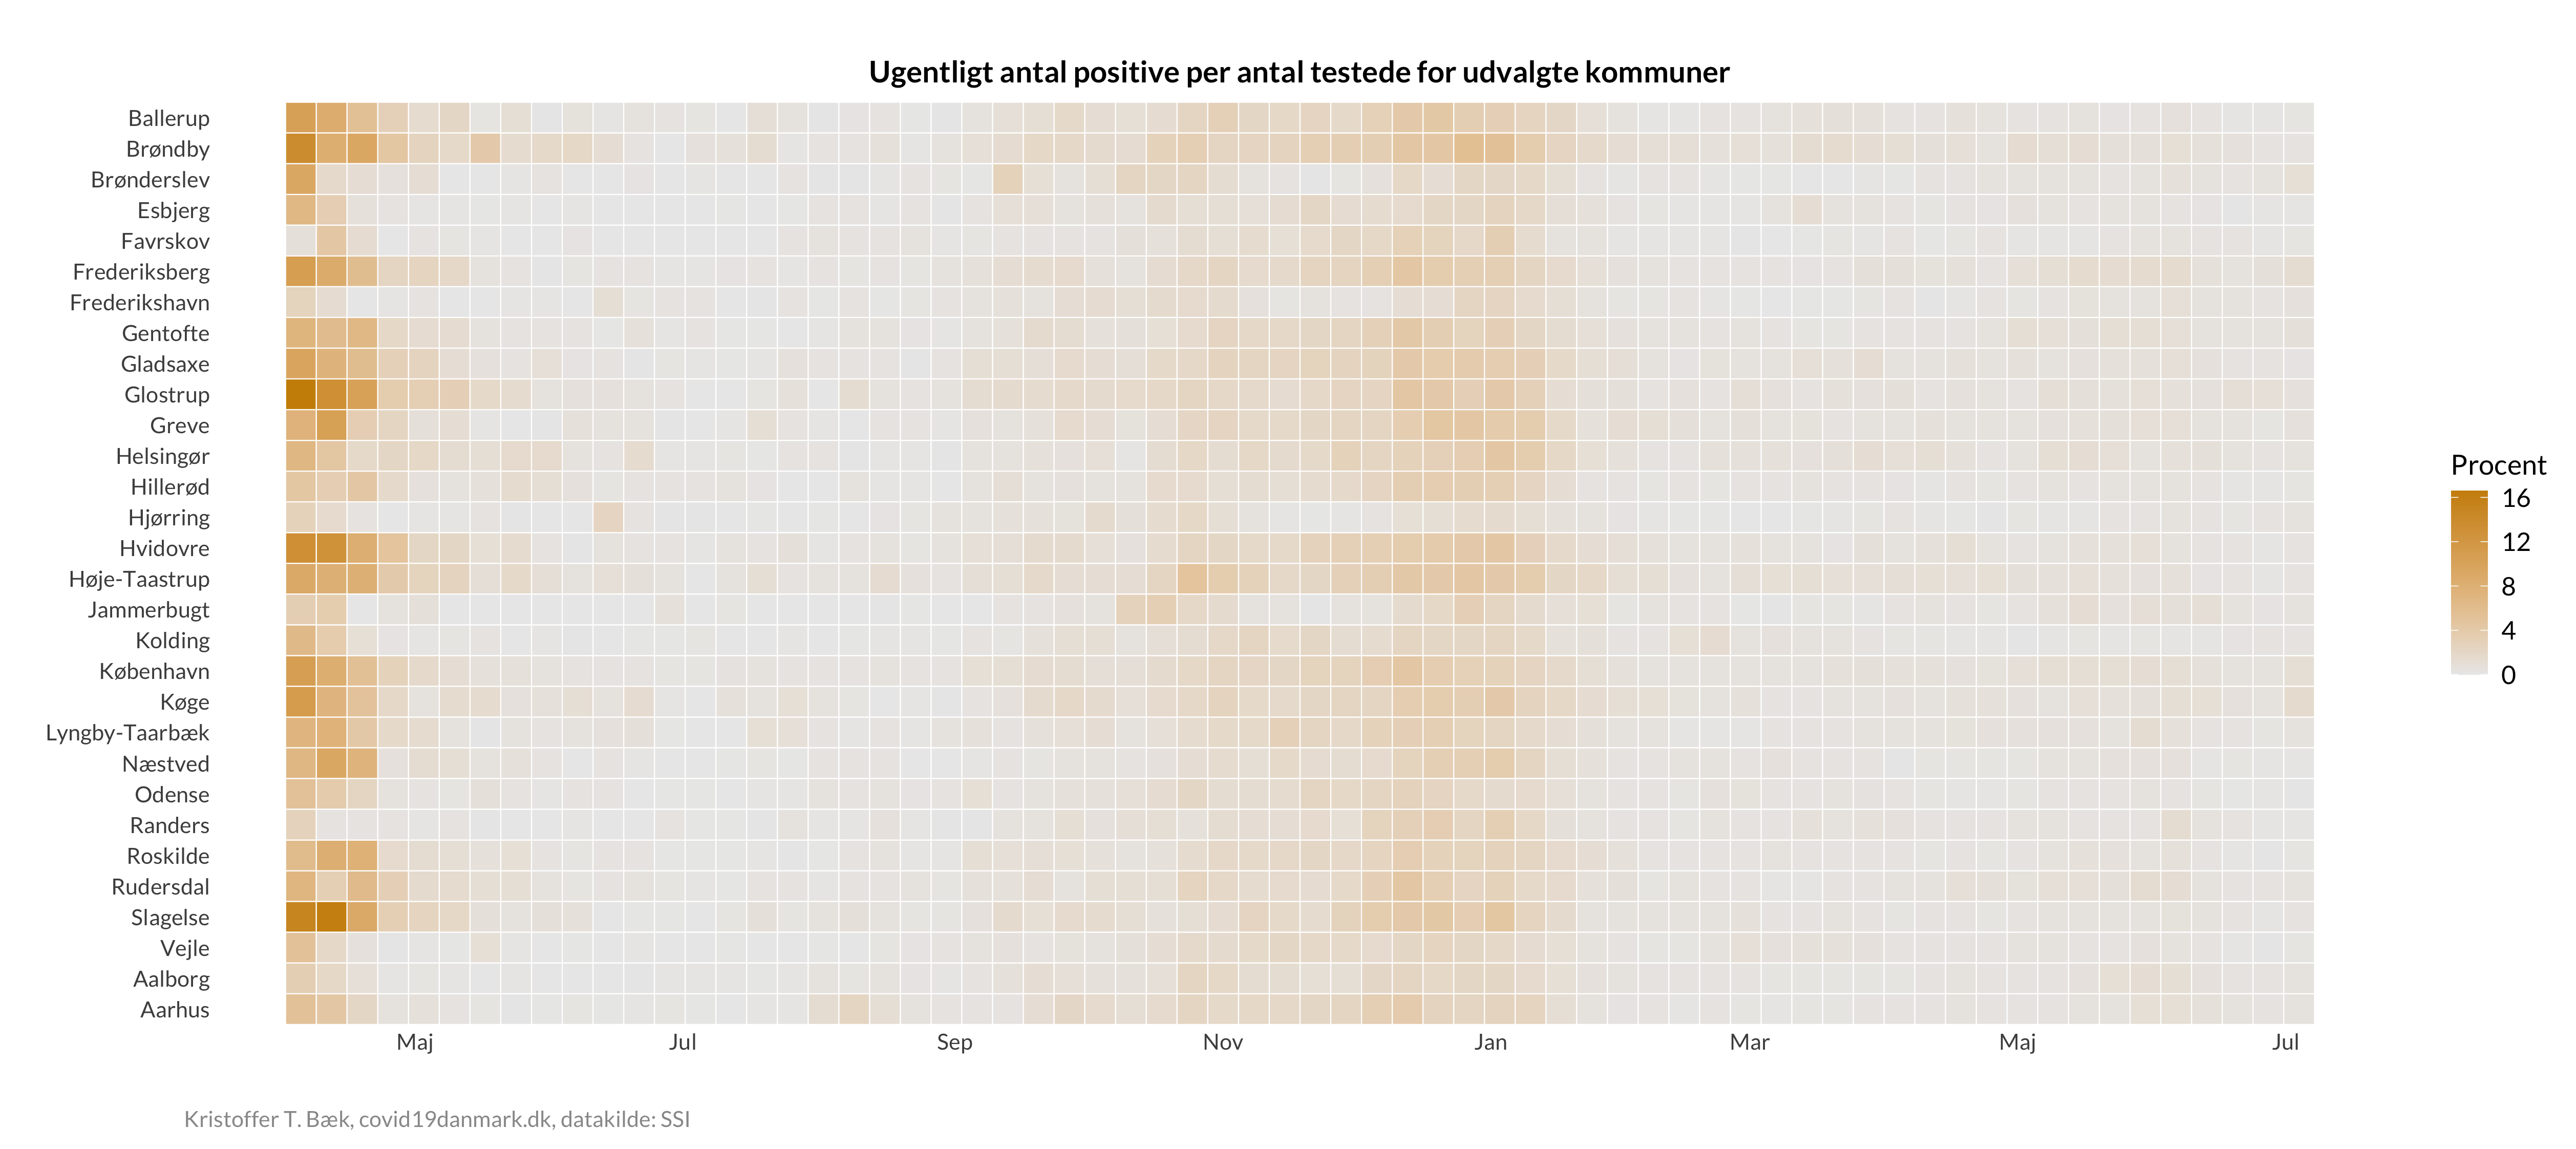 Ugentligt antal positive per antal testede for udvalgte kommuner
Ballerup
Brøndby
Brønderslev
Esbjerg
Favrskov
Frederiksberg
Frederikshavn
Gentofte
Gladsaxe
Glostrup
Greve
Helsingør
Hillerød
Hjørring
Hvidovre
Høje-Taastrup
Jammerbugt
Kolding
København
Køge
Lyngby-Taarbæk
Næstved
Odense
Randers
Roskilde
Rudersdal
Slagelse
Vejle
Aalborg
Aarhus
Maj Jul Sep Nov Jan Mar Maj Jul
Procent
16
12
8
4
0
Kristoffer T. Bæk, covid19danmark.dk, datakilde: SSI